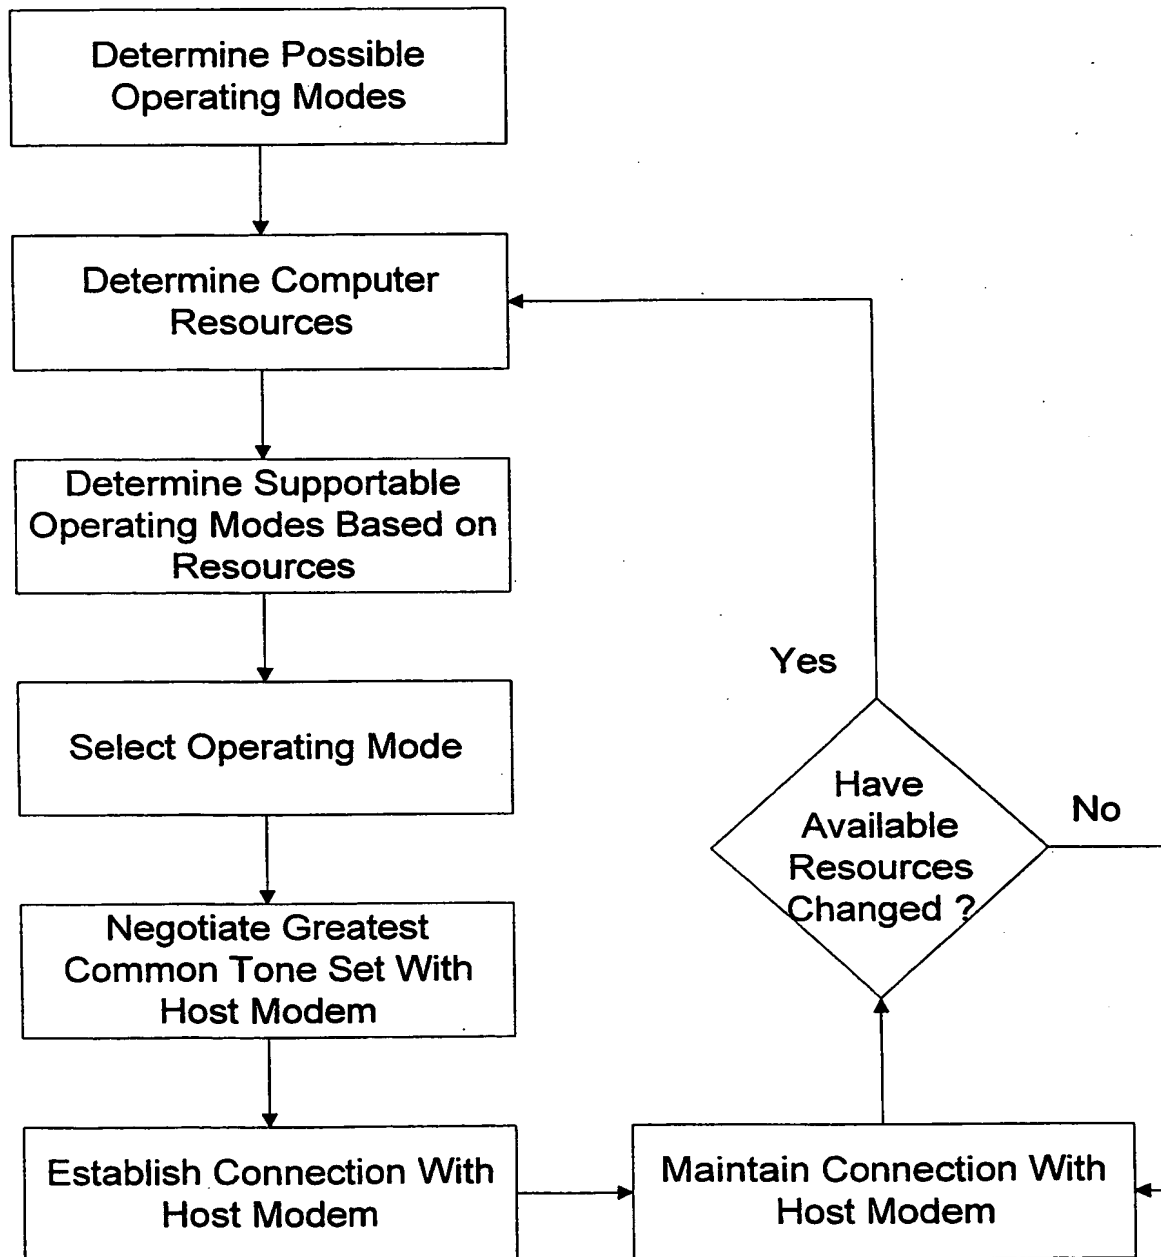 Determine Possible
Operating Modes
Determine Computer
Resources
Determine Supportable
Operating Modes Based on
Resources
Select Operating Mode
Negotiate Greatest
Common Tone Set With
Host Modem
Establish Connection With
Host Modem
Maintain Connection With
Host Modem
Have
Available
Resources
Changed ?
Yes
No